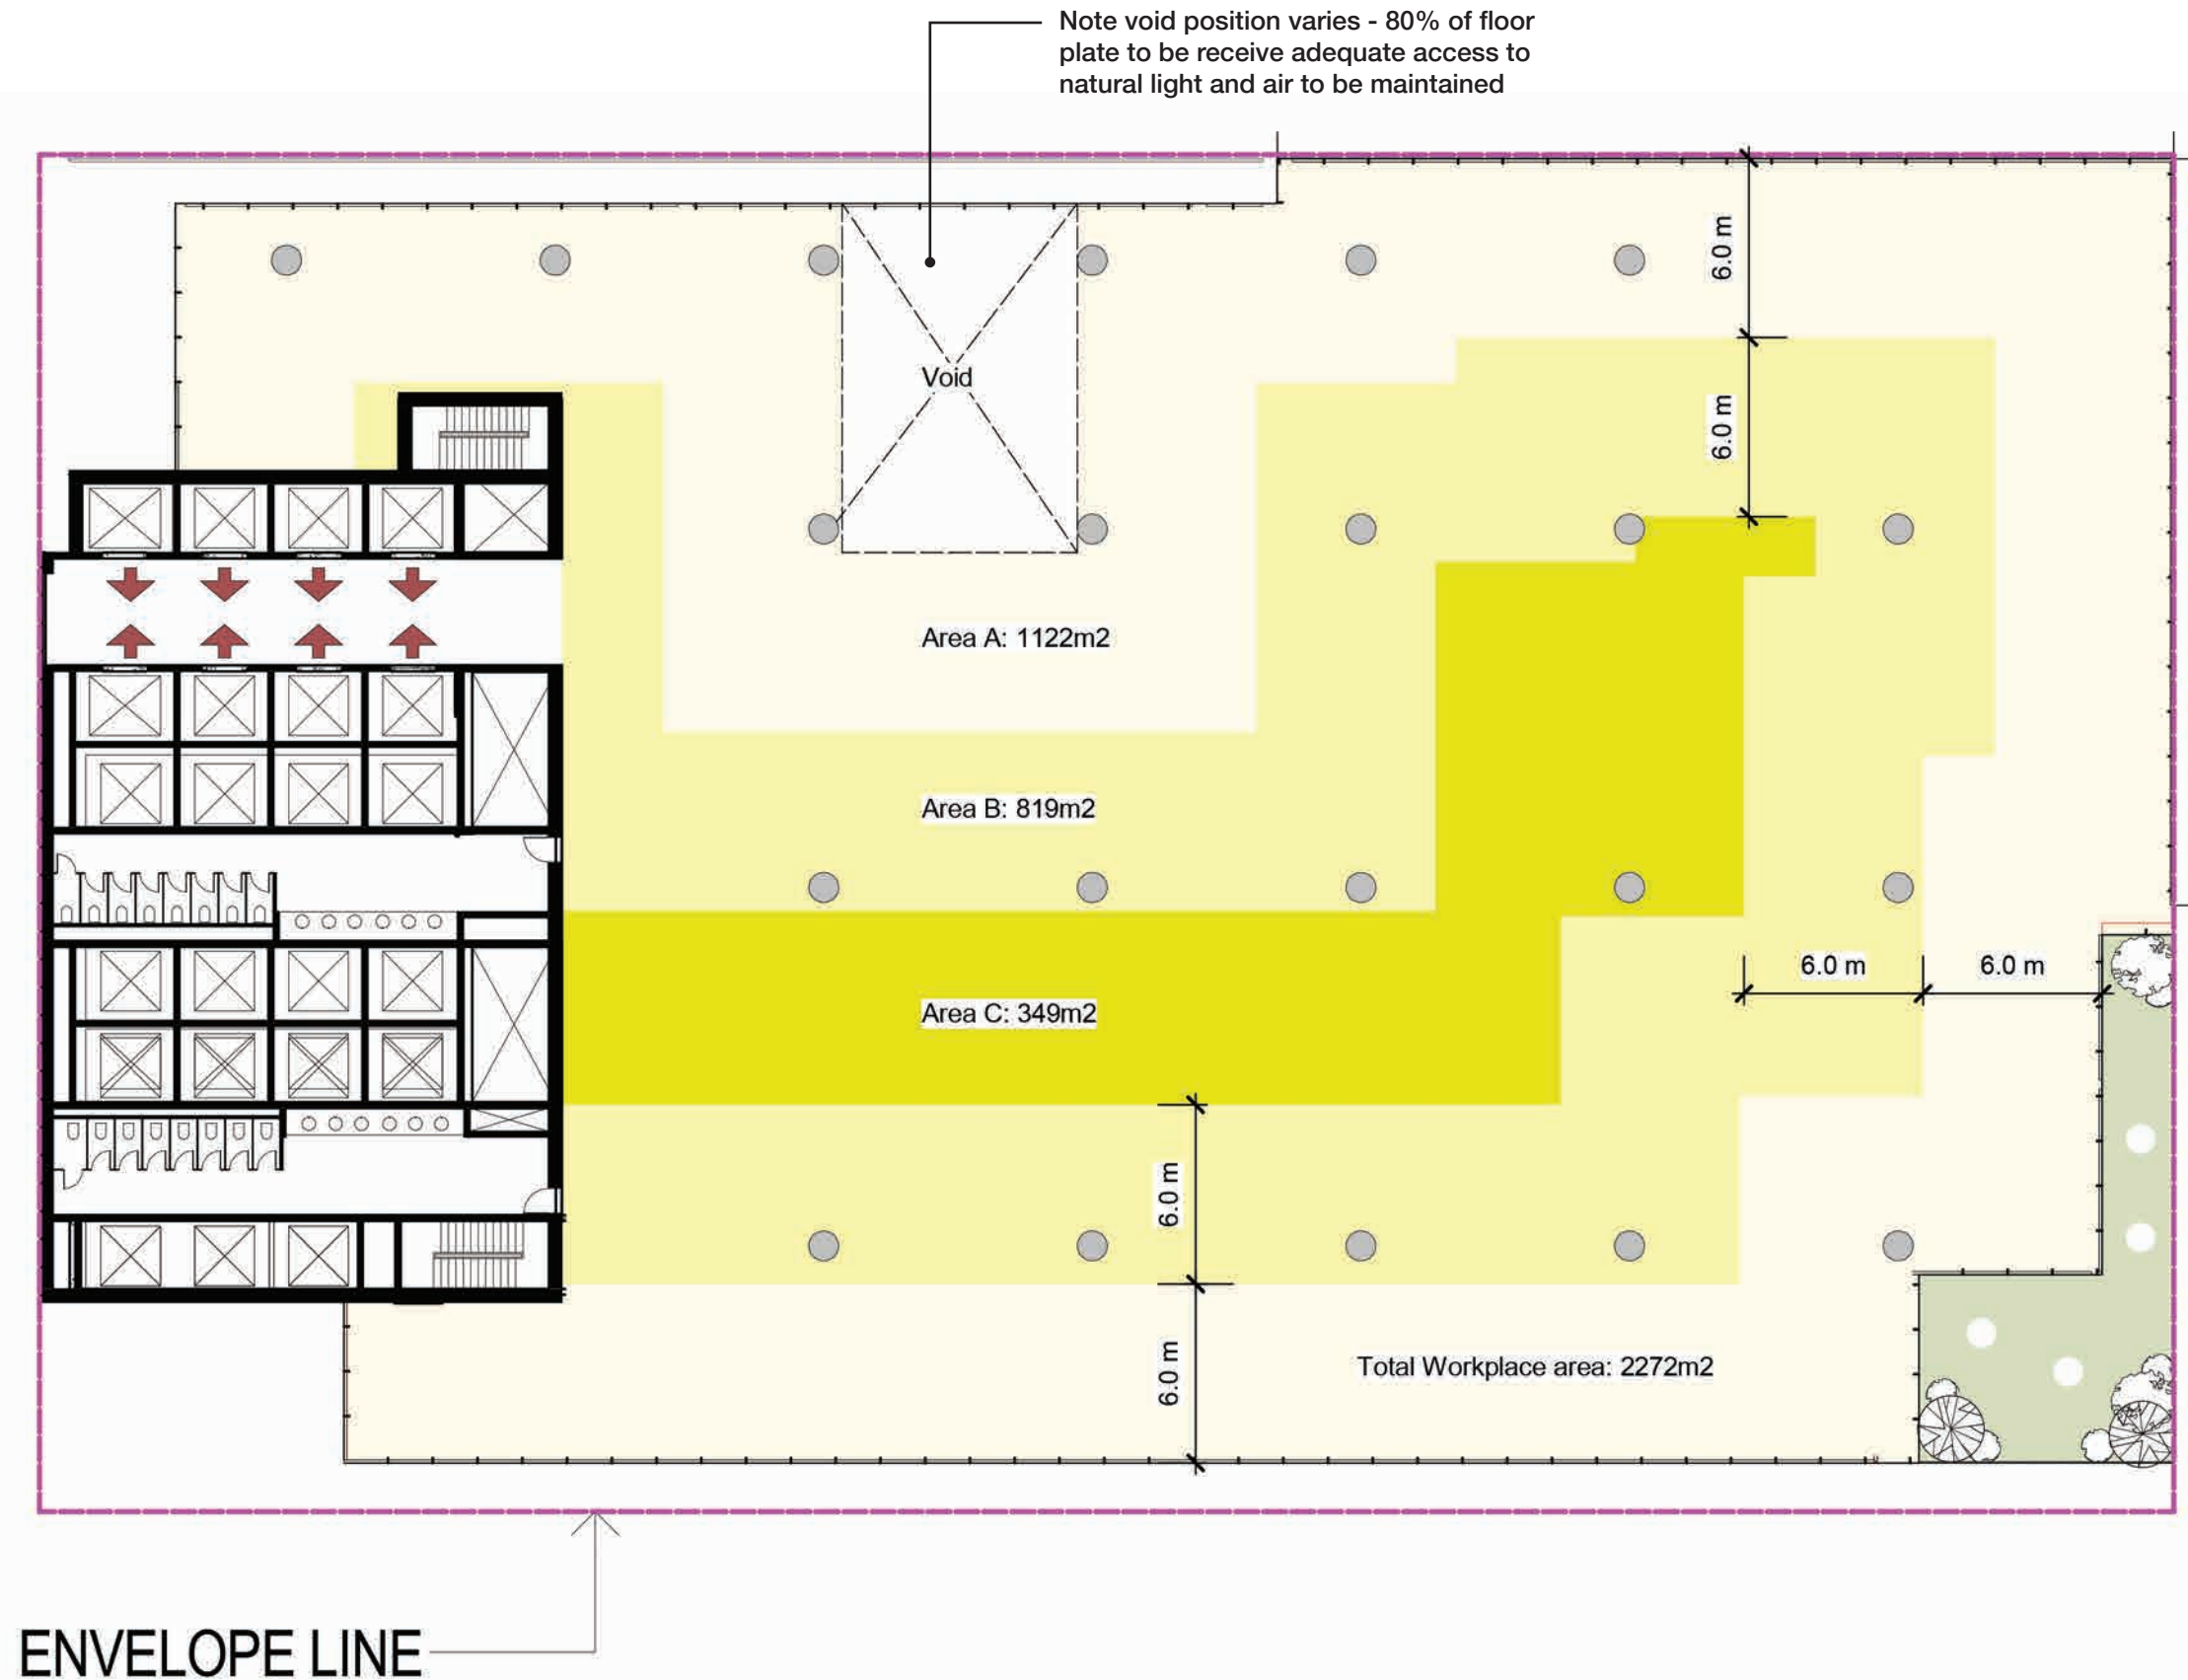 Note void position varies - 80% of floor
plate to be receive adequate access to
natural light and air to be maintained
6.0 m
Void
6.0 m
Area A: 1122m2
Area B: 819m2
6.0 m
6.0 m
Area C: 349m2
6.0 m
6.0 m
Total Workplace area: 2272m2
ENVELOPE LINE